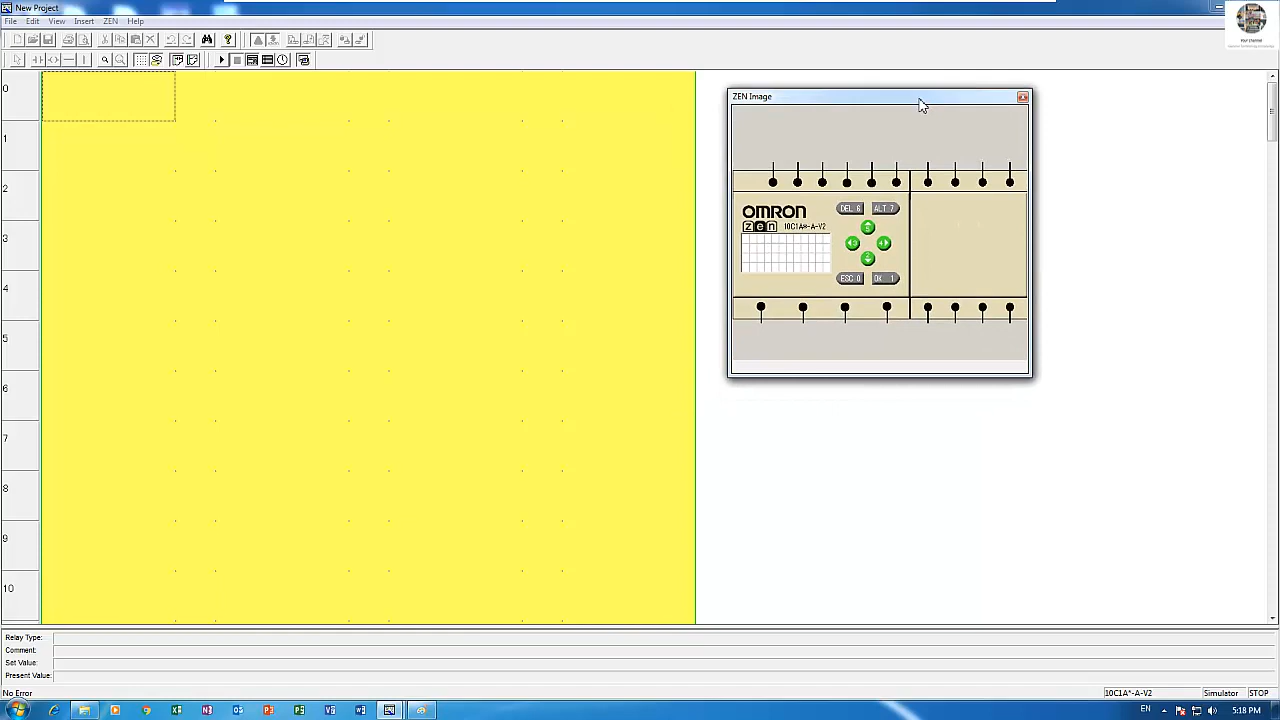 New Project
File Edit View Insert ZEN Help
0
1
2
3
4
5
6
7
8
9
10
ZEN Image
OMRON
zen 10C1A*-A-V2
DEL 6 ALT 7
ESC 0 OK 1
Relay Type:
Comment:
Set Value:
Present Value:
No Error
10C1A*-A-V2
Simulator
STOP
EN
5:18 PM
Your channel